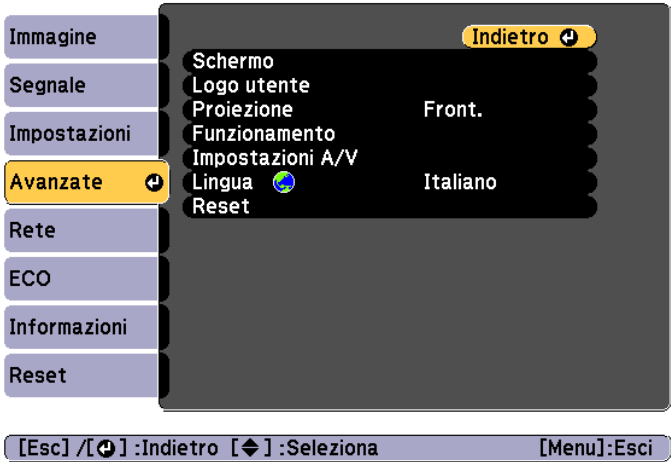 Immagine
Segnale
Impostazioni
Avanzate
Rete
ECO
Informazioni
Reset
Indietro
Schermo
Logo utente
Proiezione Front.
Funzionamento
Impostazioni A/V
Lingua Italiano
Reset
[Esc] /[ ] :Indietro [ ] :Seleziona [Menu]:Esci